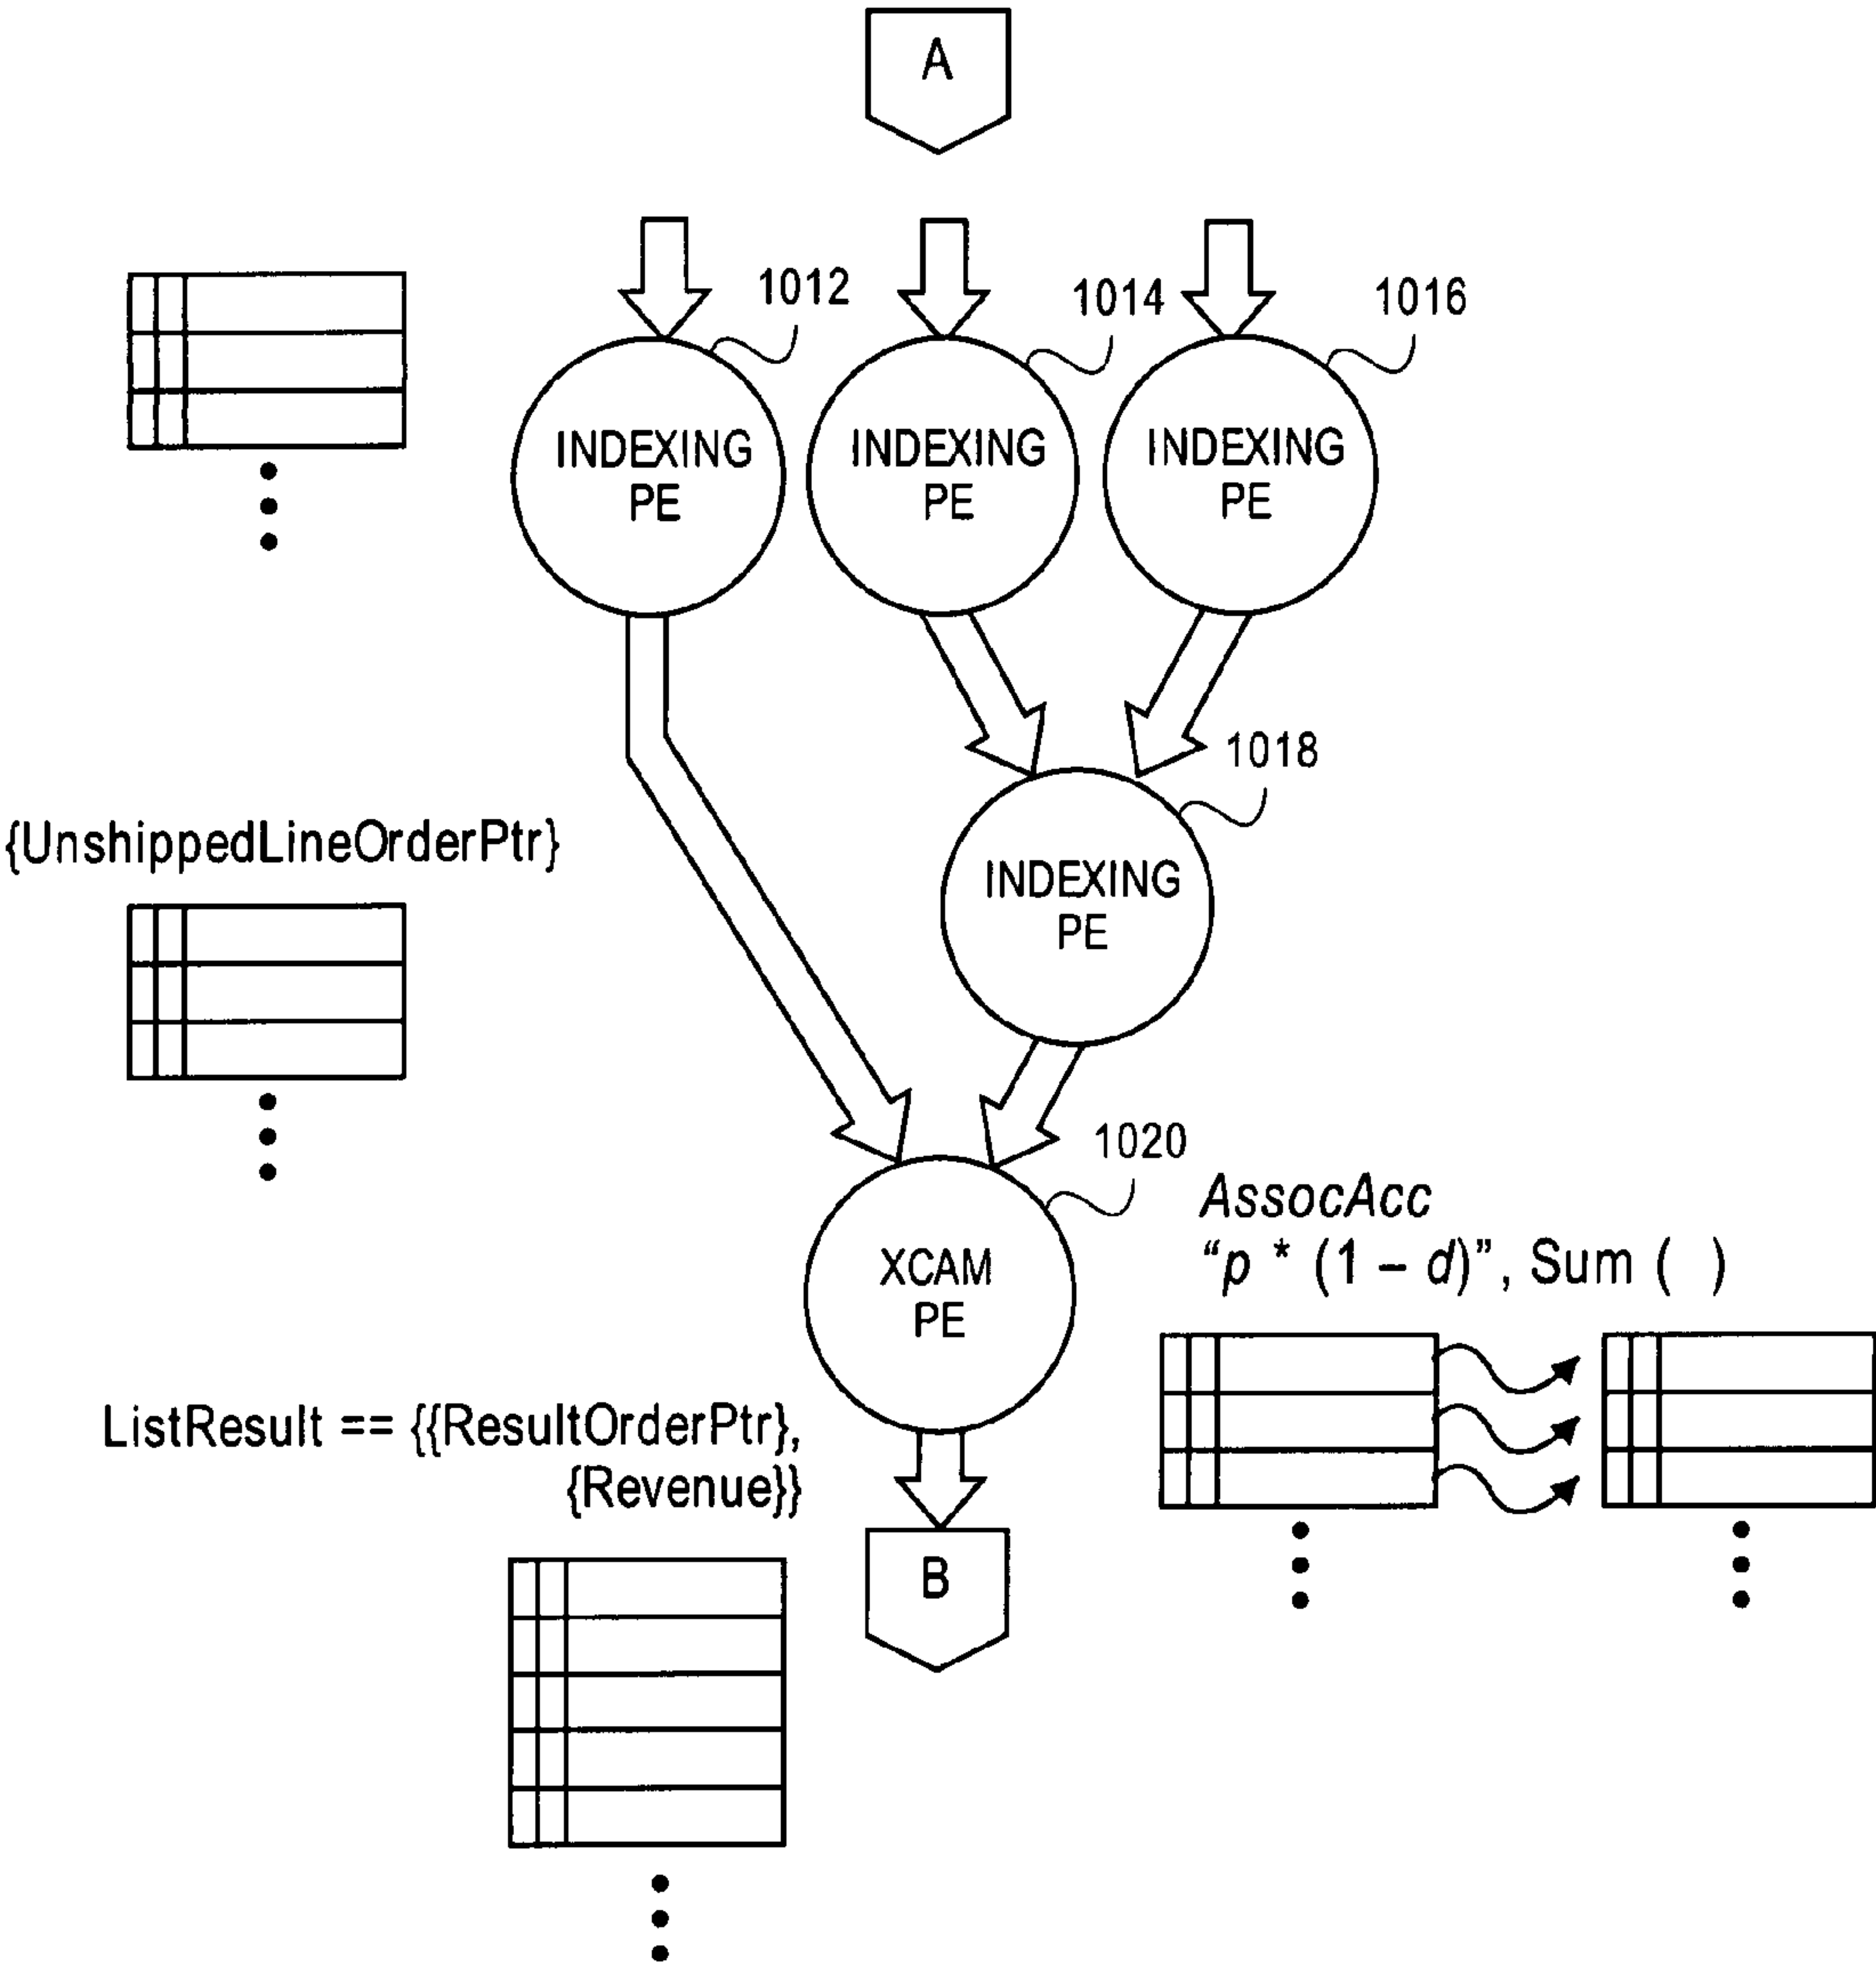 A
1012
1014
1016
INDEXING
PE
INDEXING
PE
INDEXING
PE
1018
{UnshippedLineOrderPtr}
INDEXING
PE
1020
AssocAcc
“p * (1 – d)”, Sum ( )
XCAM
PE
ListResult == {{ResultOrderPtr},
{Revenue}}
B